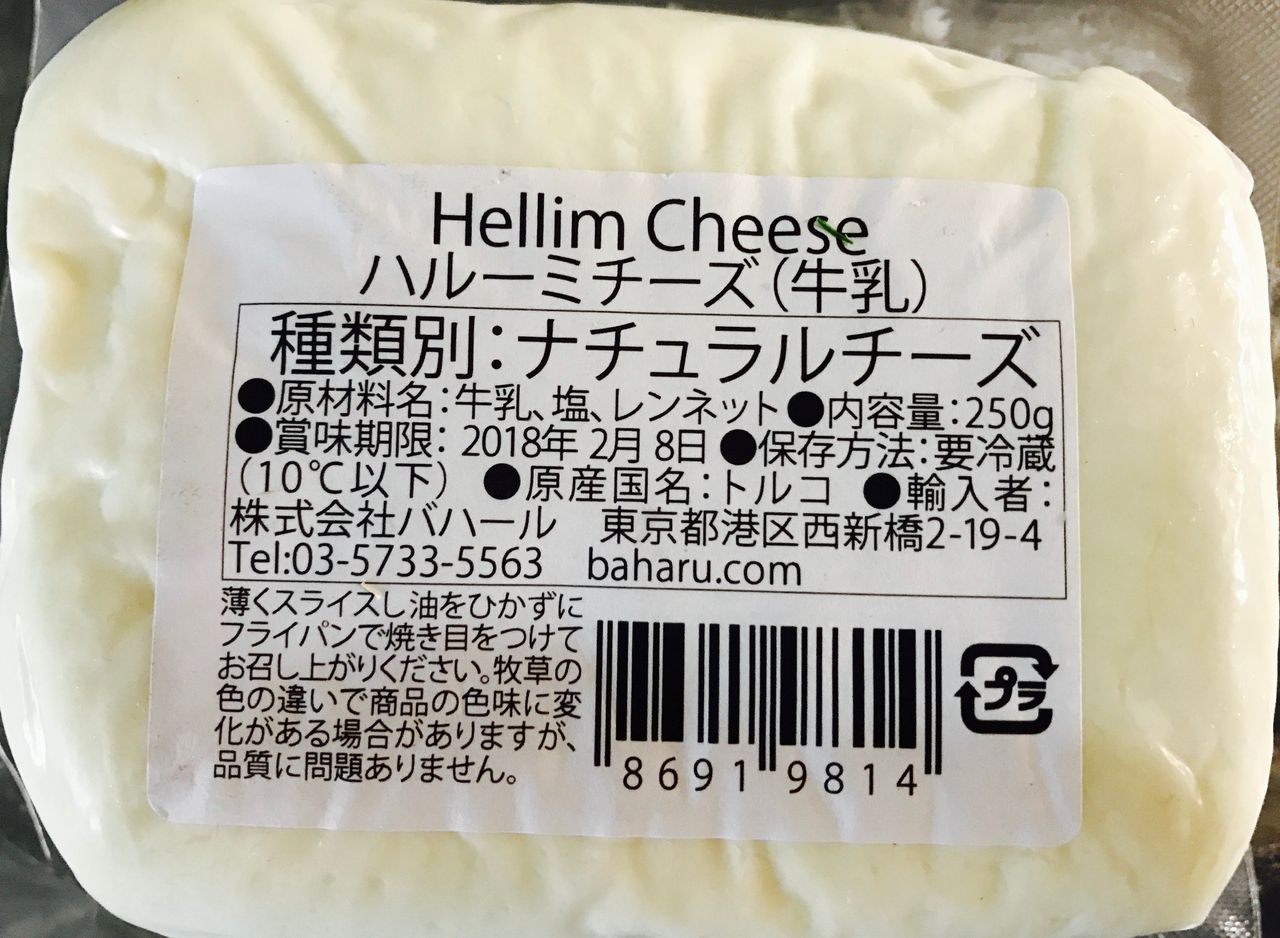 Hellim Cheese
ハルーミチーズ（牛乳）
種類別：ナチュラルチーズ
●原材料名：牛乳、塩、レンネット●内容量：250g
●賞味期限： 2018年 2月 8日 ●保存方法：要冷蔵
（10℃以下） ●原産国名：トルコ ●輸入者：
株式会社バハール 東京都港区西新橋2-19-4
Tel:03-5733-5563 baharu.com
薄くスライスし油をひかずに
フライパンで焼き目をつけて
お召し上がりください。牧草の
色の違いで商品の色味に変
化がある場合がありますが、
品質に問題ありません。
8691 9814
プラ